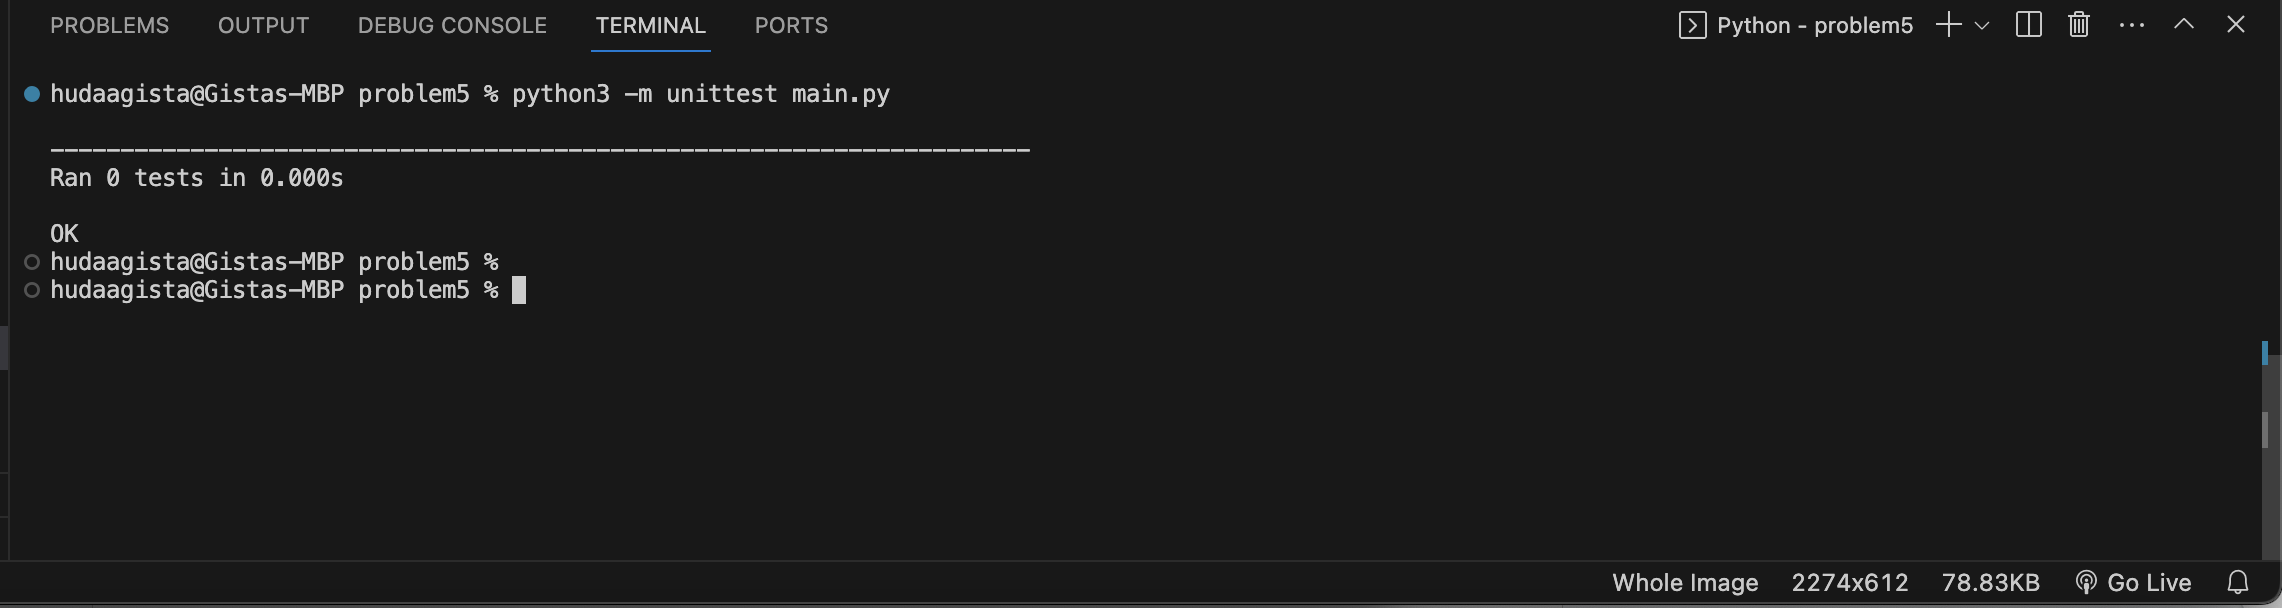 PROBLEMS OUTPUT DEBUG CONSOLE TERMINAL PORTS Python - problem5
hudaagista@Gistas-MBP problem5 % python3 -m unittest main.py
----------------------------------------------------------------------
Ran 0 tests in 0.000s
OK
hudaagista@Gistas-MBP problem5 %
hudaagista@Gistas-MBP problem5 %
Whole Image 2274x612 78.83KB Go Live